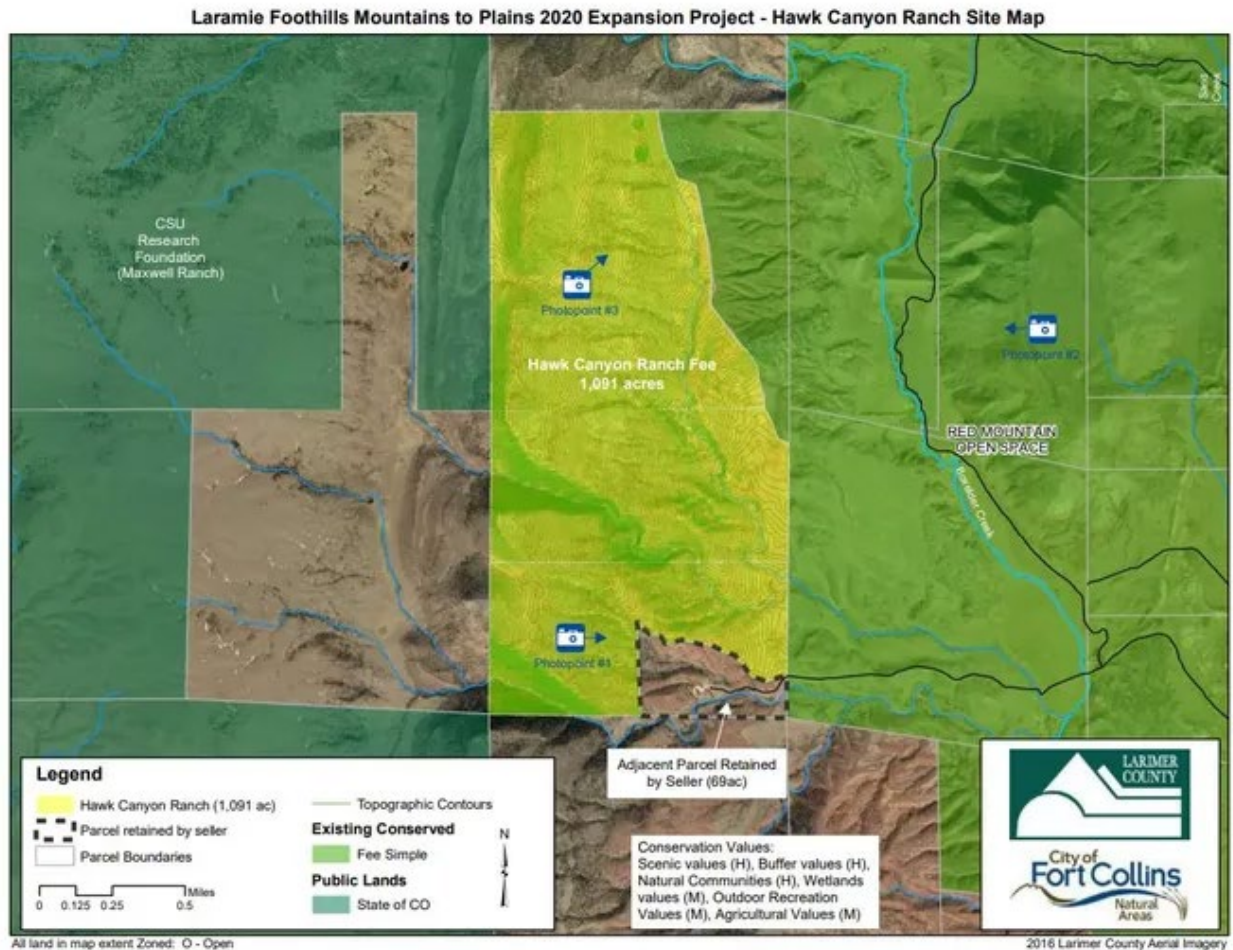 Laramie Foothills Mountains to Plains 2020 Expansion Project - Hawk Canyon Ranch Site Map
CSU
Research
Foundation
(Maxwell Ranch)
Photopoint #3
Photopoint #2
Hawk Canyon Ranch Fee
1,091 acres
RED MOUNTAIN
OPEN SPACE
Boxelder Creek
Photopoint #1
Adjacent Parcel Retained
by Seller (69ac)
Legend
Hawk Canyon Ranch (1,091 ac)
Parcel retained by seller
Parcel Boundaries
Miles
0 0.125 0.25 0.5
Topographic Contours
Existing Conserved
Fee Simple
Public Lands
State of CO
N
Conservation Values:
Scenic values (H), Buffer values (H),
Natural Communities (H), Wetlands
values (M), Outdoor Recreation
Values (M), Agricultural Values (M)
LARIMER
COUNTY
City of
Fort Collins
Natural
Areas
All land in map extent Zoned: O - Open
2016 Larimer County Aerial Imagery